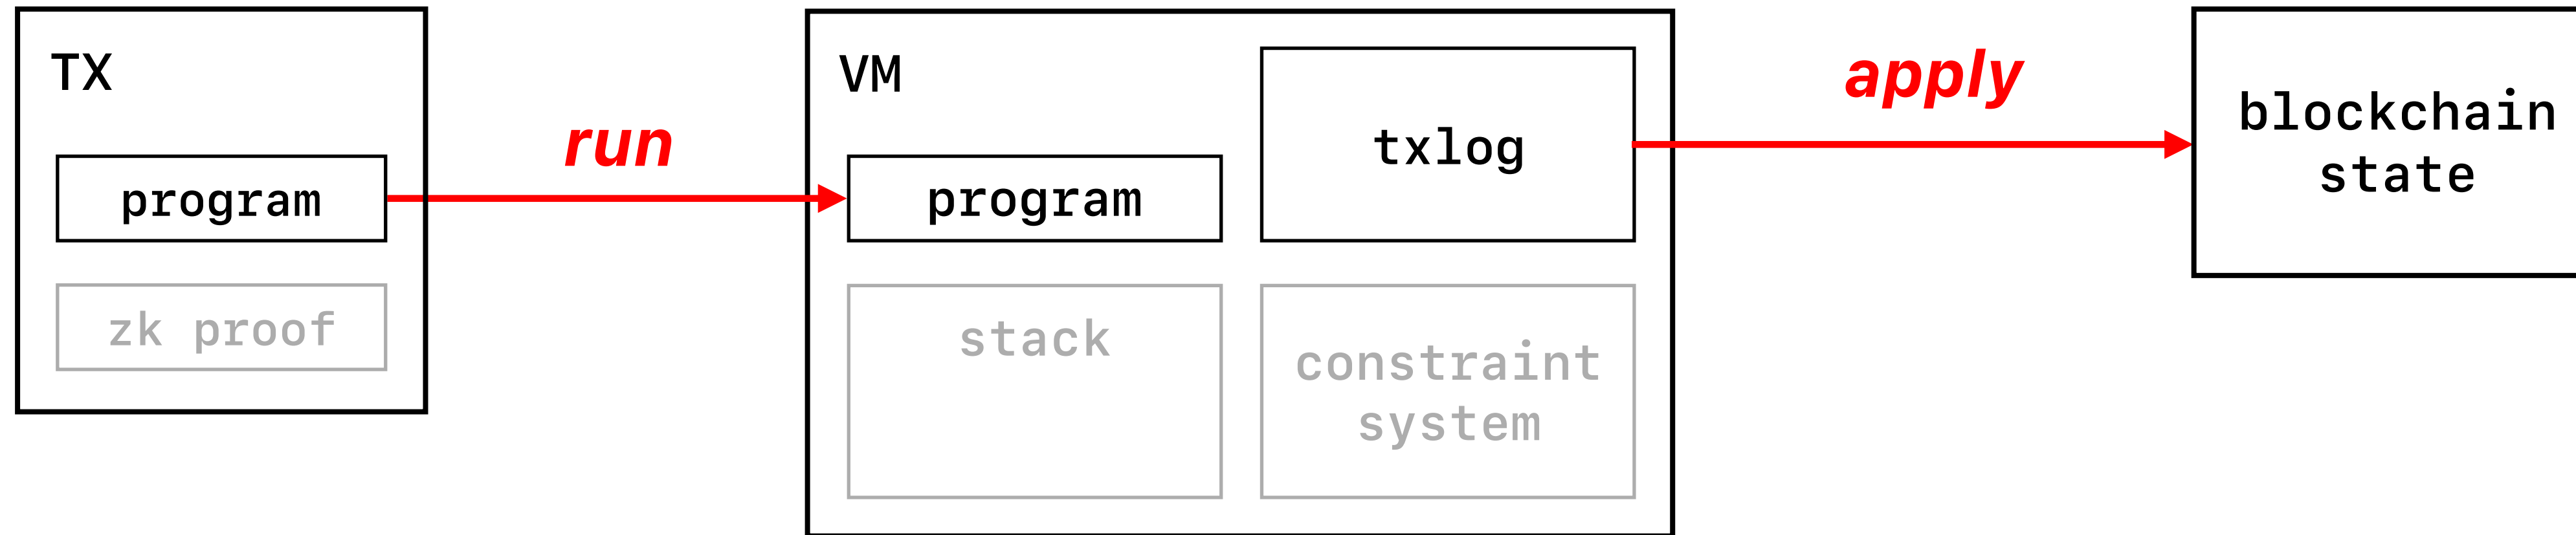 TX
program
zk proof
run
VM
program
txlog
stack
constraint
system
apply
blockchain
state